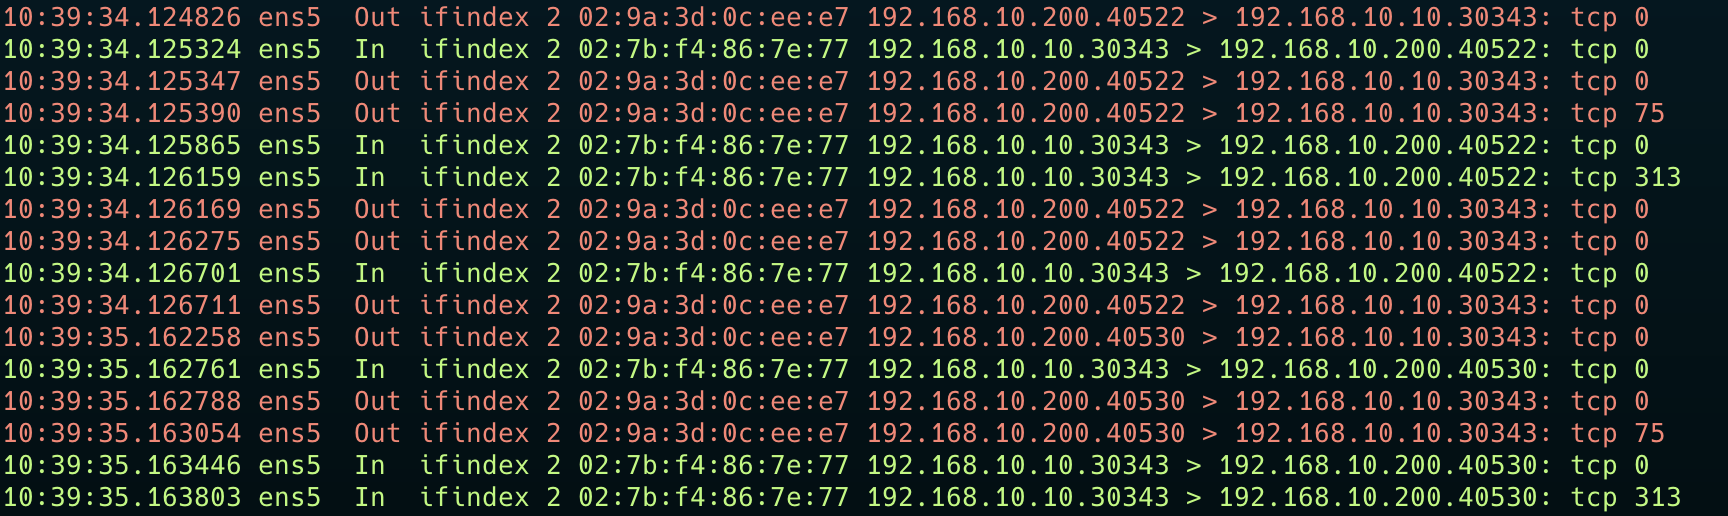 10:39:34.124826 ens5  Out ifindex 2 02:9a:3d:0c:ee:e7 192.168.10.200.40522 > 192.168.10.10.30343: tcp 0
10:39:34.125324 ens5  In  ifindex 2 02:7b:f4:86:7e:77 192.168.10.10.30343 > 192.168.10.200.40522: tcp 0
10:39:34.125347 ens5  Out ifindex 2 02:9a:3d:0c:ee:e7 192.168.10.200.40522 > 192.168.10.10.30343: tcp 0
10:39:34.125390 ens5  Out ifindex 2 02:9a:3d:0c:ee:e7 192.168.10.200.40522 > 192.168.10.10.30343: tcp 75
10:39:34.125865 ens5  In  ifindex 2 02:7b:f4:86:7e:77 192.168.10.10.30343 > 192.168.10.200.40522: tcp 0
10:39:34.126159 ens5  In  ifindex 2 02:7b:f4:86:7e:77 192.168.10.10.30343 > 192.168.10.200.40522: tcp 313
10:39:34.126169 ens5  Out ifindex 2 02:9a:3d:0c:ee:e7 192.168.10.200.40522 > 192.168.10.10.30343: tcp 0
10:39:34.126275 ens5  Out ifindex 2 02:9a:3d:0c:ee:e7 192.168.10.200.40522 > 192.168.10.10.30343: tcp 0
10:39:34.126701 ens5  In  ifindex 2 02:7b:f4:86:7e:77 192.168.10.10.30343 > 192.168.10.200.40522: tcp 0
10:39:34.126711 ens5  Out ifindex 2 02:9a:3d:0c:ee:e7 192.168.10.200.40522 > 192.168.10.10.30343: tcp 0
10:39:35.162258 ens5  Out ifindex 2 02:9a:3d:0c:ee:e7 192.168.10.200.40530 > 192.168.10.10.30343: tcp 0
10:39:35.162761 ens5  In  ifindex 2 02:7b:f4:86:7e:77 192.168.10.10.30343 > 192.168.10.200.40530: tcp 0
10:39:35.162788 ens5  Out ifindex 2 02:9a:3d:0c:ee:e7 192.168.10.200.40530 > 192.168.10.10.30343: tcp 0
10:39:35.163054 ens5  Out ifindex 2 02:9a:3d:0c:ee:e7 192.168.10.200.40530 > 192.168.10.10.30343: tcp 75
10:39:35.163446 ens5  In  ifindex 2 02:7b:f4:86:7e:77 192.168.10.10.30343 > 192.168.10.200.40530: tcp 0
10:39:35.163803 ens5  In  ifindex 2 02:7b:f4:86:7e:77 192.168.10.10.30343 > 192.168.10.200.40530: tcp 313